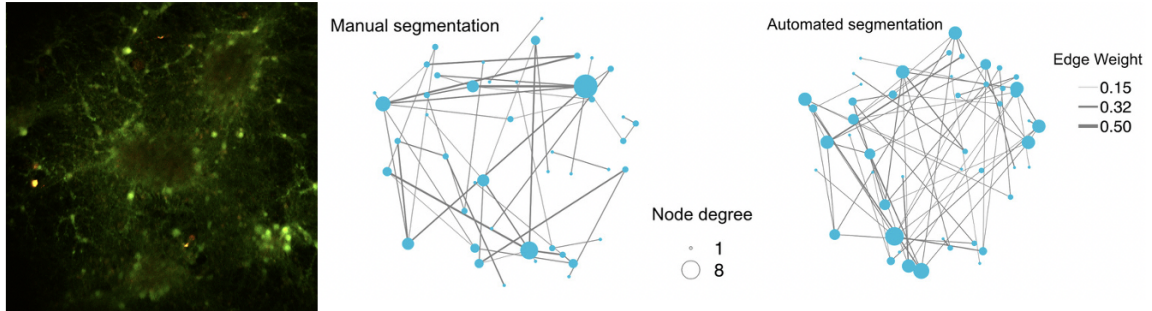 Manual segmentation
Automated segmentation
Edge Weight
0.15
0.32
0.50
Node degree
1
8